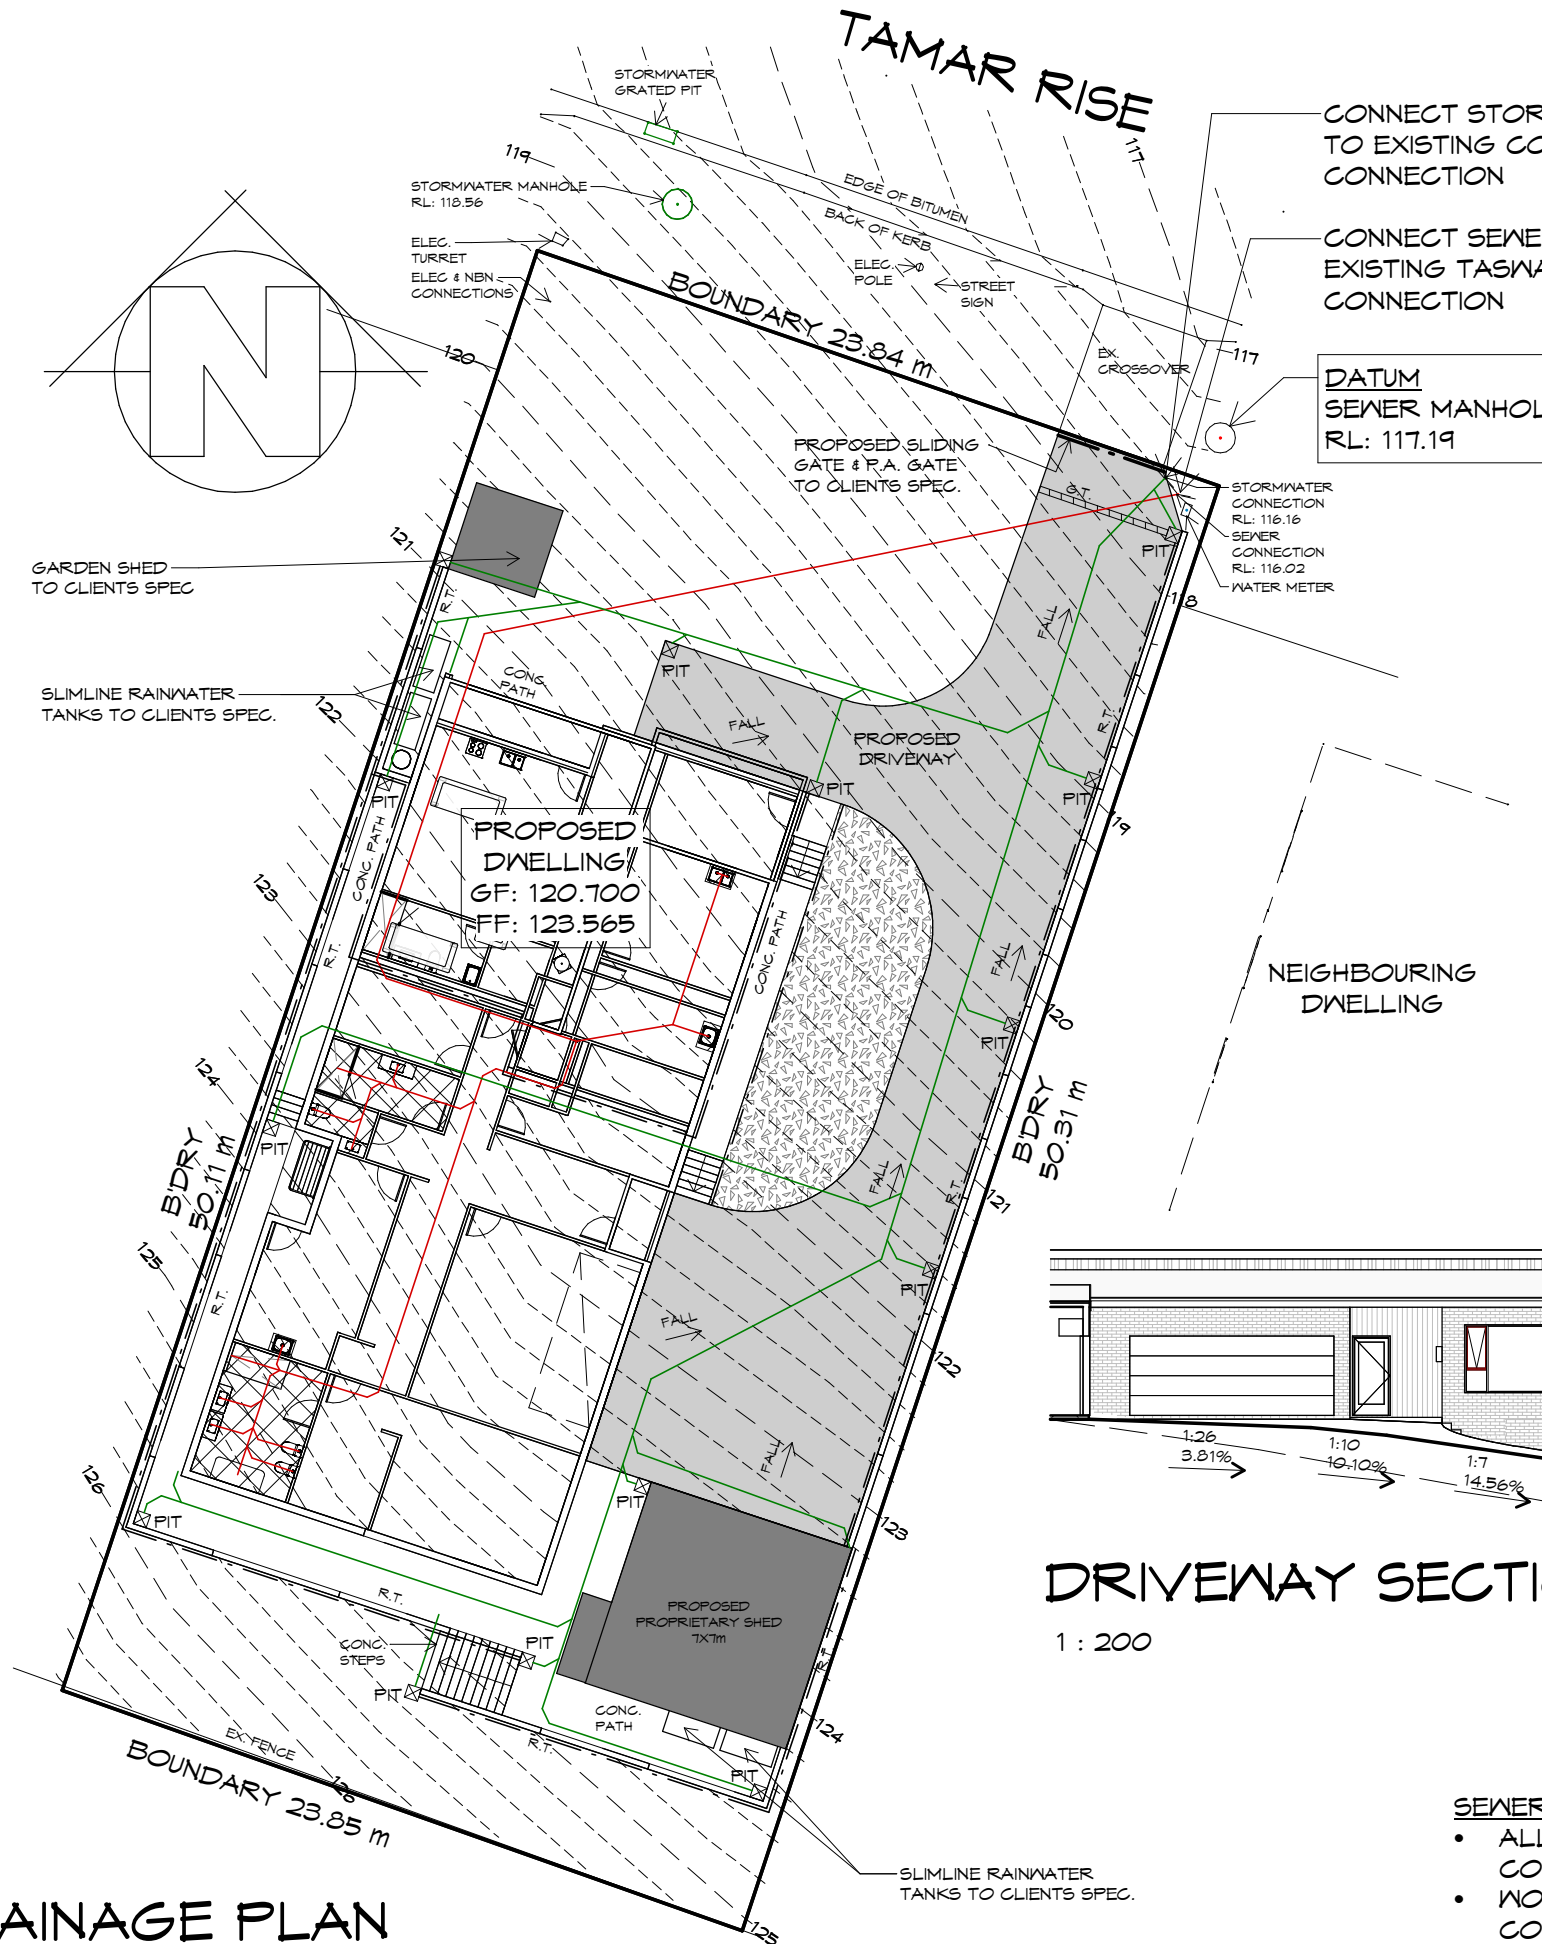 TAMAR RISE
STORMWATER
GRATED PIT
119
117
STORMWATER MANHOLE
RL: 118.56
EDGE OF BITUMEN
BACK OF KERB
ELEC.
TURRET
ELEC & NBN
CONNECTIONS
ELEC.
POLE
STREET
SIGN
CONNECT STOR
TO EXISTING CO
CONNECTION
CONNECT SEWE
EXISTING TASWA
CONNECTION
N
BOUNDARY 23.84 m
120
EX.
CROSSOVER
117
DATUM
SEWER MANHOL
RL: 117.19
PROPOSED SLIDING
GATE & P.A. GATE
TO CLIENTS SPEC.
G.T.
STORMWATER
CONNECTION
RL: 116.16
SEWER
CONNECTION
RL: 116.02
WATER METER
PIT
121
GARDEN SHED
TO CLIENTS SPEC
R.T.
118
FALL
PIT
CONC.
PATH
SLIMLINE RAINWATER
TANKS TO CLIENTS SPEC.
122
FALL
PROPOSED
DRIVEWAY
R.T.
PIT
PIT
PIT
119
PROPOSED
DWELLING
GF: 120.700
FF: 123.565
CONC. PATH
123
R.T.
CONC. PATH
FALL
120
PIT
NEIGHBOURING
DWELLING
124
PIT
B'DRY
50.11 m
B'DRY
50.31 m
FALL
R.T.
121
125
R.T.
PIT
FALL
122
1:26
3.81%
1:10
10.10%
1:7
14.56%
FALL
126
PIT
PIT
123
DRIVEWAY SECTI
1 : 200
R.T.
PROPOSED
PROPRIETARY SHED
7X7m
CONC.
STEPS
PIT
R.T.
PIT
CONC.
PATH
124
EX. FENCE
R.T.
BOUNDARY 23.85 m
126
PIT
SLIMLINE RAINWATER
TANKS TO CLIENTS SPEC.
125
AINAGE PLAN
SEWER
• ALL
CO
• WO
CO